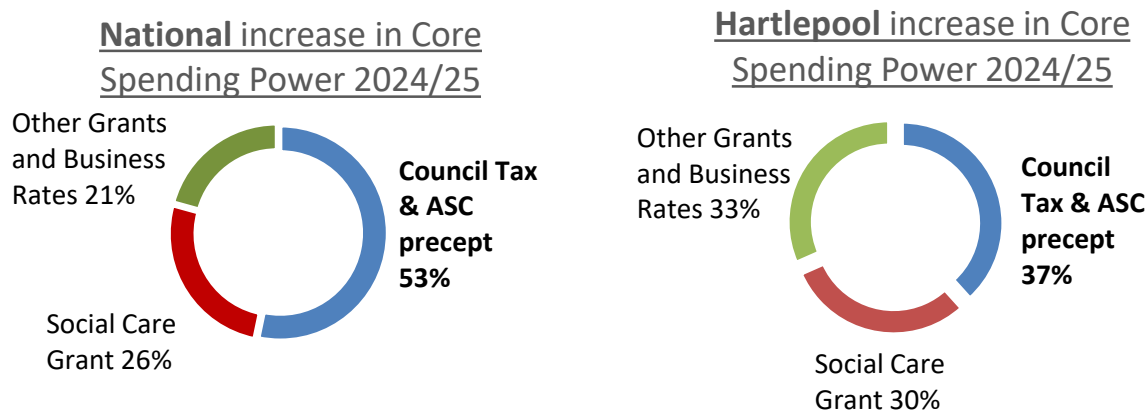 National increase in Core
Spending Power 2024/25
Other Grants
and Business
Rates 21%
Council Tax
& ASC
precept
53%
Social Care
Grant 26%
Hartlepool increase in Core
Spending Power 2024/25
Other Grants
and Business
Rates 33%
Council
Tax & ASC
precept
37%
Social Care
Grant 30%